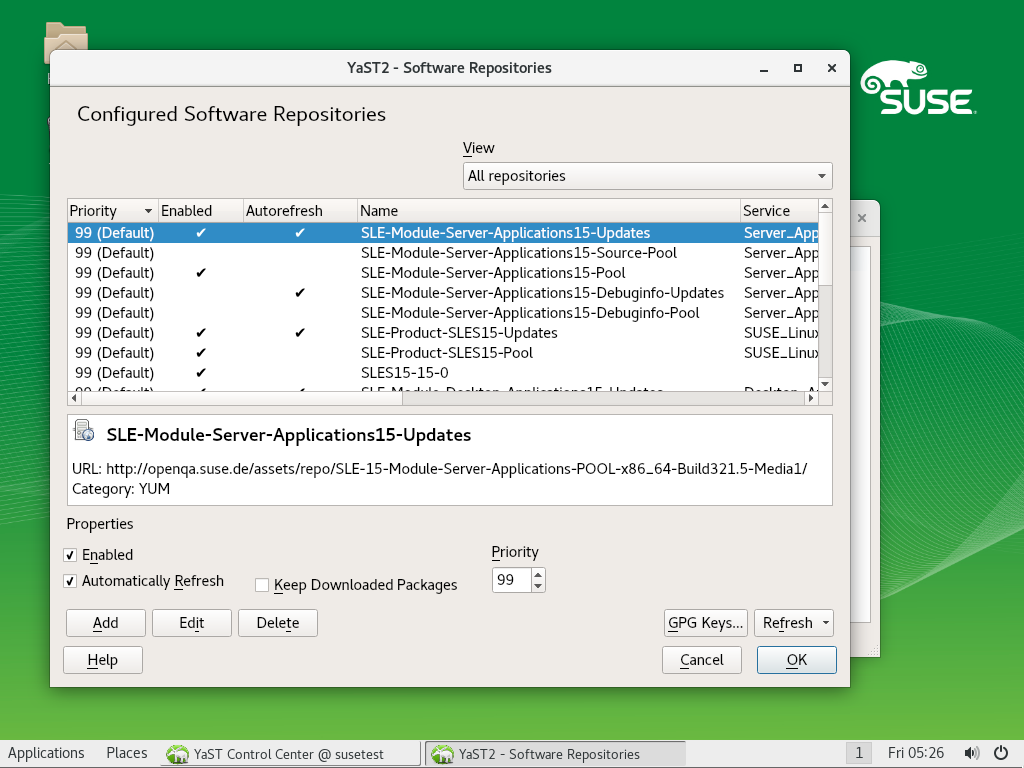 YaST2 - Software Repositories
SUSE
Configured Software Repositories
View
All repositories
Priority Enabled Autorefresh Name Service
99 (Default) ✔ ✔ SLE-Module-Server-Applications15-Updates Server_App
99 (Default) SLE-Module-Server-Applications15-Source-Pool Server_App
99 (Default) ✔ SLE-Module-Server-Applications15-Pool Server_App
99 (Default) ✔ SLE-Module-Server-Applications15-Debuginfo-Updates Server_App
99 (Default) SLE-Module-Server-Applications15-Debuginfo-Pool Server_App
99 (Default) ✔ ✔ SLE-Product-SLES15-Updates SUSE_Linux
99 (Default) ✔ SLE-Product-SLES15-Pool SUSE_Linux
99 (Default) ✔ SLES15-15-0
SLE-Module-Server-Applications15-Updates
URL: http://openqa.suse.de/assets/repo/SLE-15-Module-Server-Applications-POOL-x86_64-Build321.5-Media1/
Category: YUM
Properties
Enabled
Priority
Automatically Refresh
Keep Downloaded Packages
99
Add Edit Delete GPG Keys... Refresh
Help Cancel OK
Applications Places YaST Control Center @ susetest YaST2 - Software Repositories 1 Fri 05:26